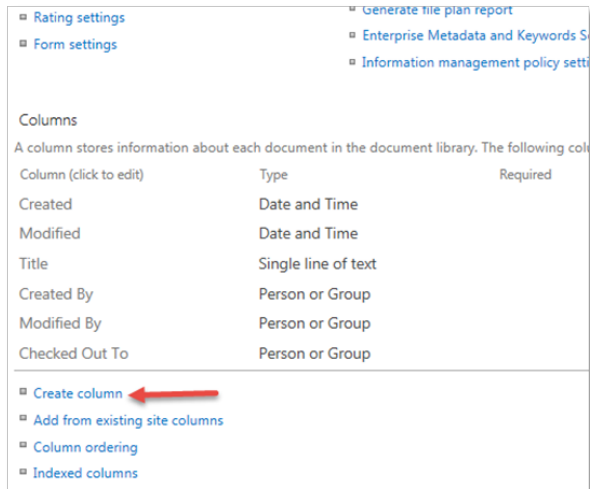 Rating settings
Form settings
Generate file plan report
Enterprise Metadata and Keywords S
Information management policy setti
Columns
A column stores information about each document in the document library. The following colu
Column (click to edit) Type Required
Created Date and Time
Modified Date and Time
Title Single line of text
Created By Person or Group
Modified By Person or Group
Checked Out To Person or Group
Create column
Add from existing site columns
Column ordering
Indexed columns